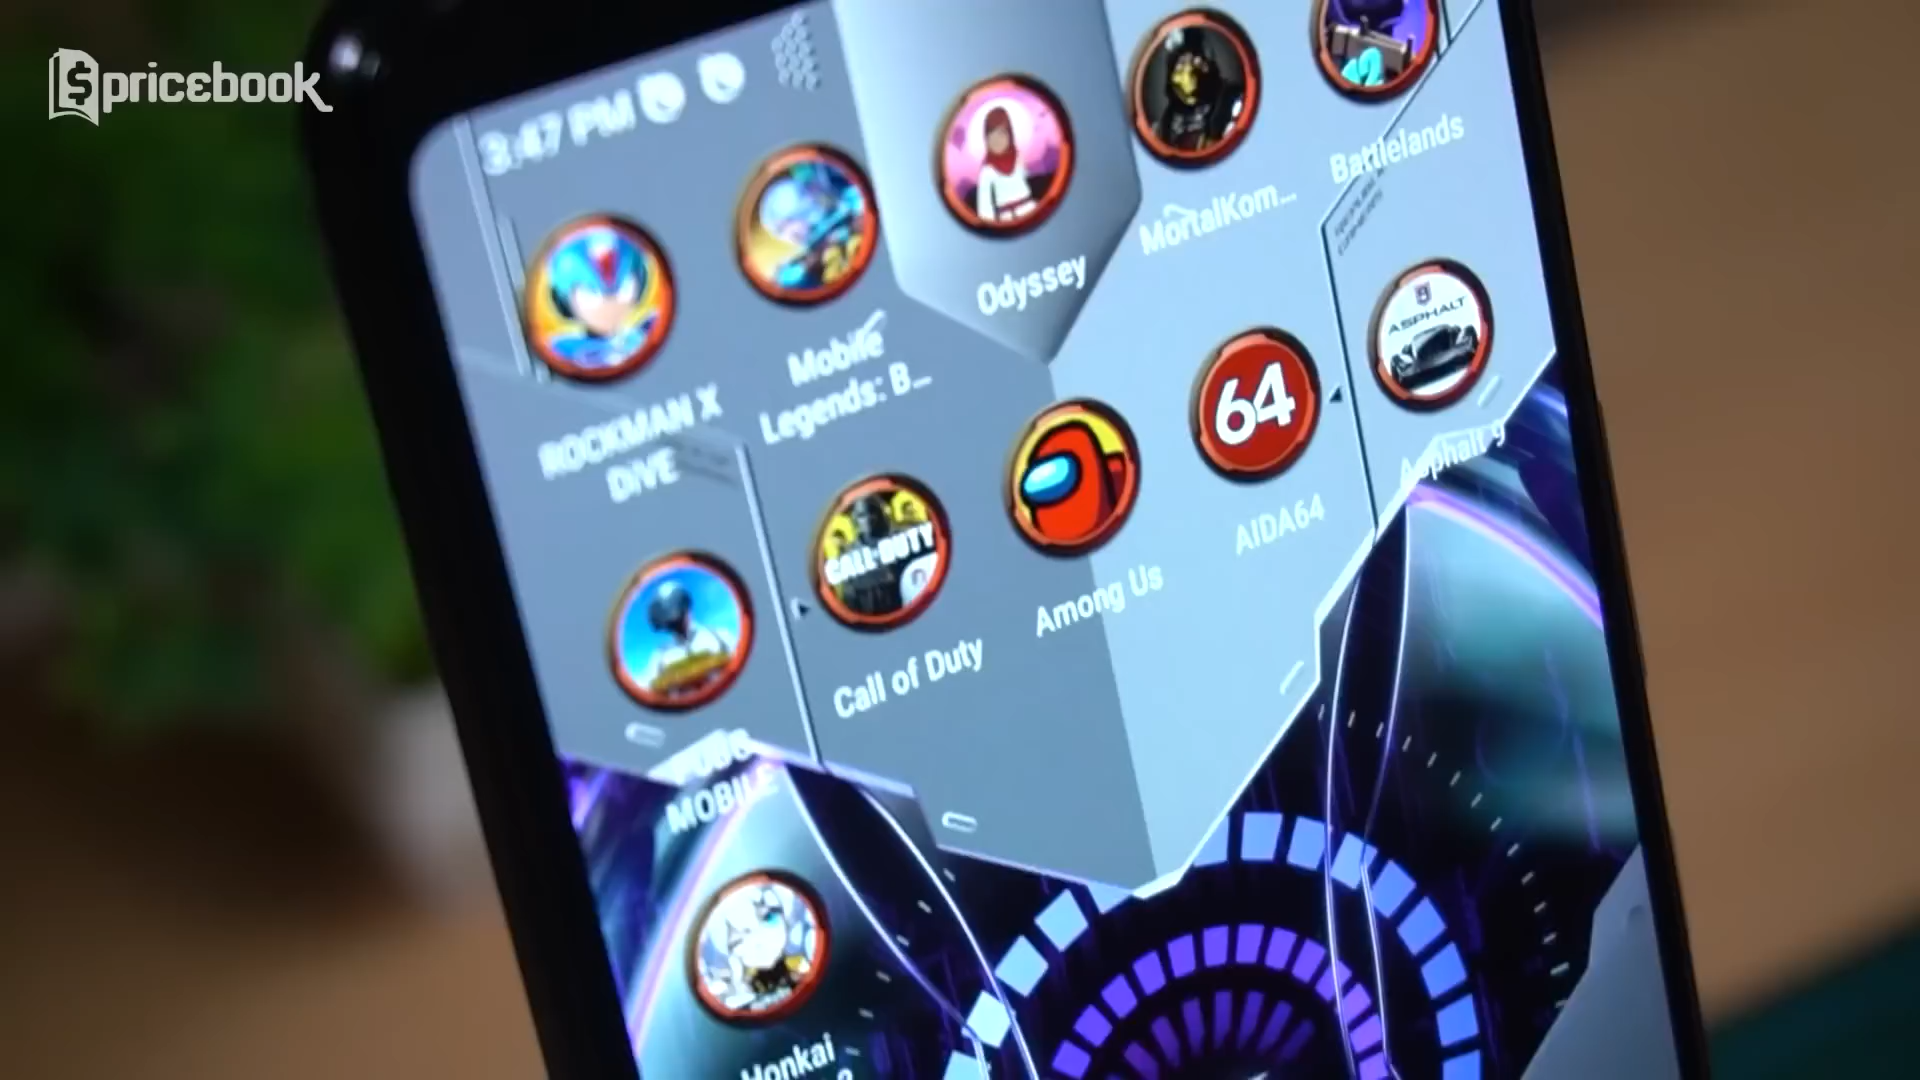 pricebook
3:47 PM
ROCKMAN X
DIVE
Mobile
Legends: B...
Odyssey
MortalKom...
Battlelands
CALL DUTY
Call of Duty
Among Us
64
AIDA64
ASPHALT
Asphalt 9
PUBG
MOBILE
Honkai